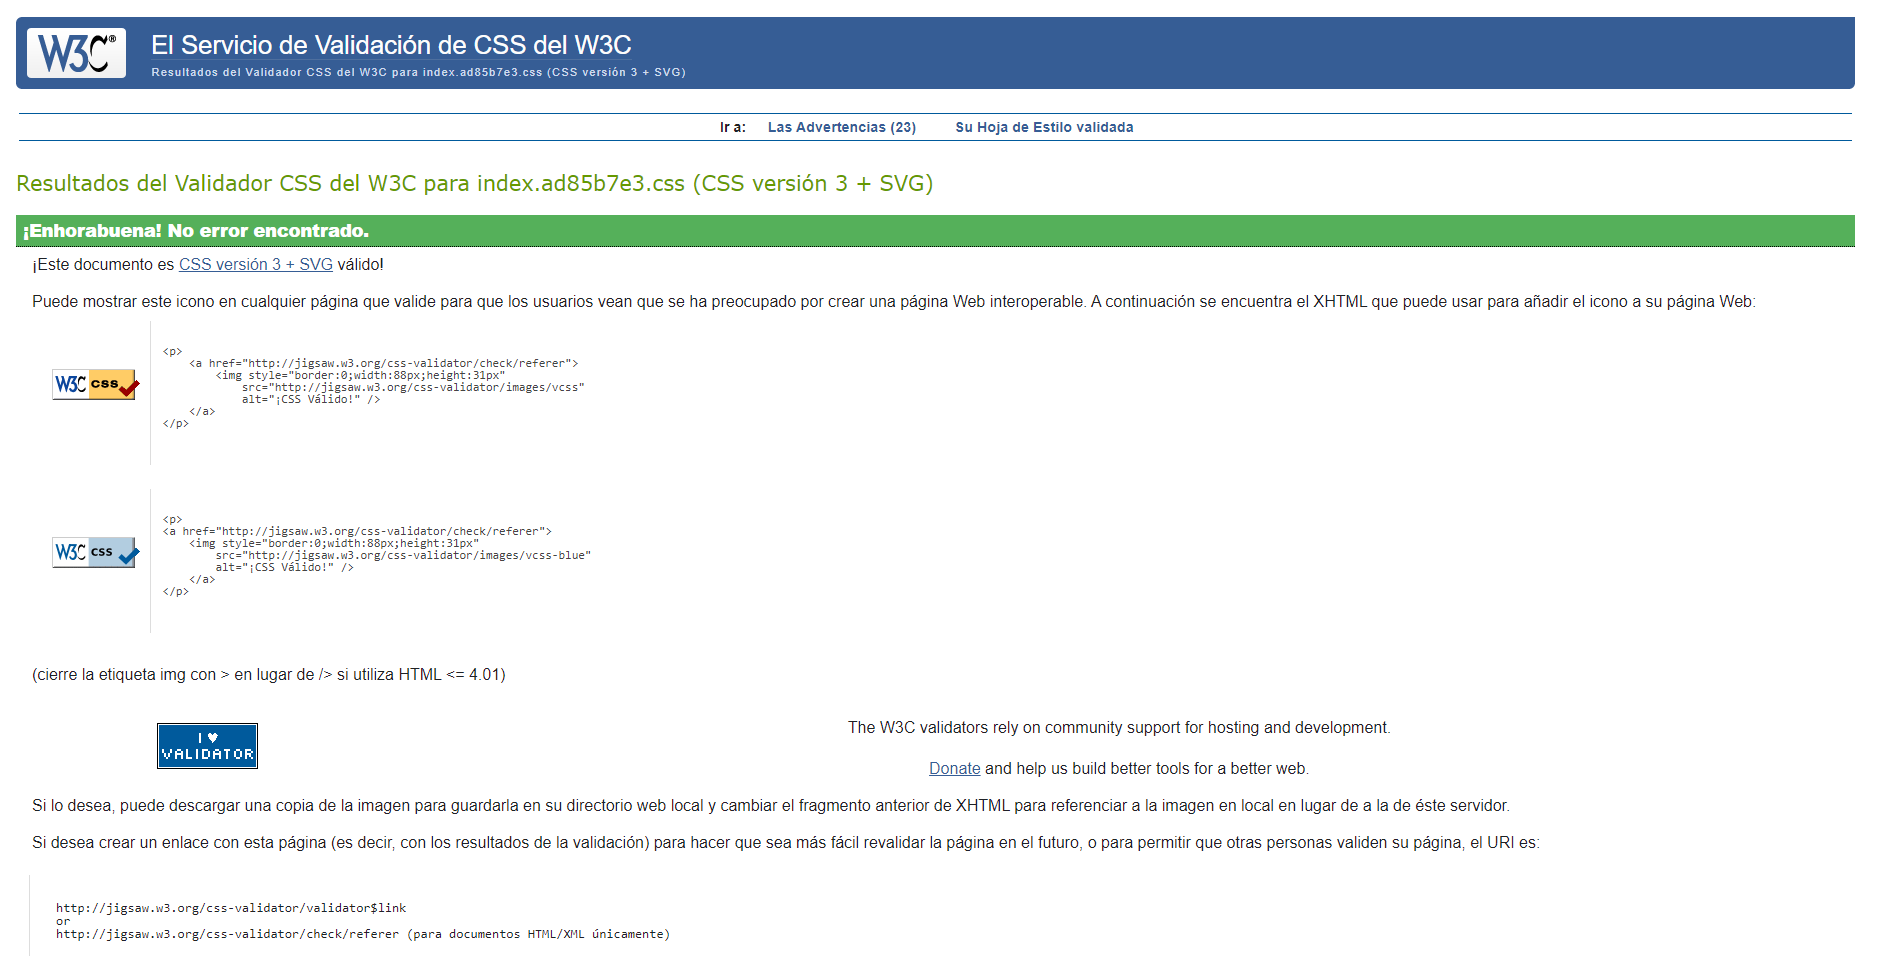 W3C®
El Servicio de Validación de CSS del W3C
Resultados del Validador CSS del W3C para index.ad85b7e3.css (CSS versión 3 + SVG)
Ir a: Las Advertencias (23) Su Hoja de Estilo validada
Resultados del Validador CSS del W3C para index.ad85b7e3.css (CSS versión 3 + SVG)
¡Enhorabuena! No error encontrado.
¡Este documento es CSS versión 3 + SVG válido!
Puede mostrar este icono en cualquier página que valide para que los usuarios vean que se ha preocupado por crear una página Web interoperable. A continuación se encuentra el XHTML que puede usar para añadir el icono a su página Web:
W3C css
<p>
<a href="http://jigsaw.w3.org/css-validator/check/referer">
<img style="border:0;width:88px;height:31px"
src="http://jigsaw.w3.org/css-validator/images/vcss"
alt="¡CSS Válido!" />
</a>
</p>
W3C css
<p>
<a href="http://jigsaw.w3.org/css-validator/check/referer">
<img style="border:0;width:88px;height:31px"
src="http://jigsaw.w3.org/css-validator/images/vcss-blue"
alt="¡CSS Válido!" />
</a>
</p>
(cierre la etiqueta img con > en lugar de /> si utiliza HTML <= 4.01)
I ♥
VALIDATOR
The W3C validators rely on community support for hosting and development.
Donate and help us build better tools for a better web.
Si lo desea, puede descargar una copia de la imagen para guardarla en su directorio web local y cambiar el fragmento anterior de XHTML para referenciar a la imagen en local en lugar de a la de éste servidor.
Si desea crear un enlace con esta página (es decir, con los resultados de la validación) para hacer que sea más fácil revalidar la página en el futuro, o para permitir que otras personas validen su página, el URI es:
http://jigsaw.w3.org/css-validator/validator$link
or
http://jigsaw.w3.org/css-validator/check/referer (para documentos HTML/XML únicamente)